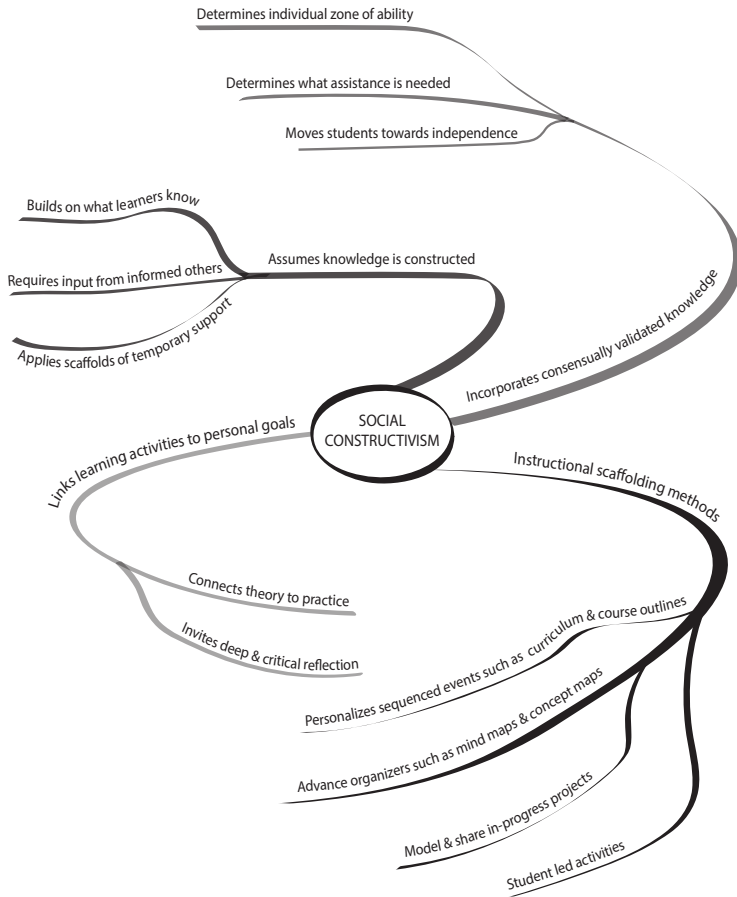 Determines individual zone of ability
Determines what assistance is needed
Moves students towards independence
Builds on what learners know
Requires input from informed others
Applies scaffolds of temporary support
Assumes knowledge is constructed
Incorporates consensually validated knowledge
SOCIAL
CONSTRUCTIVISM
Links learning activities to personal goals
Connects theory to practice
Invites deep & critical reflection
Instructional scaffolding methods
Personalizes sequenced events such as curriculum & course outlines
Advance organizers such as mind maps & concept maps
Model & share in-progress projects
Student led activities